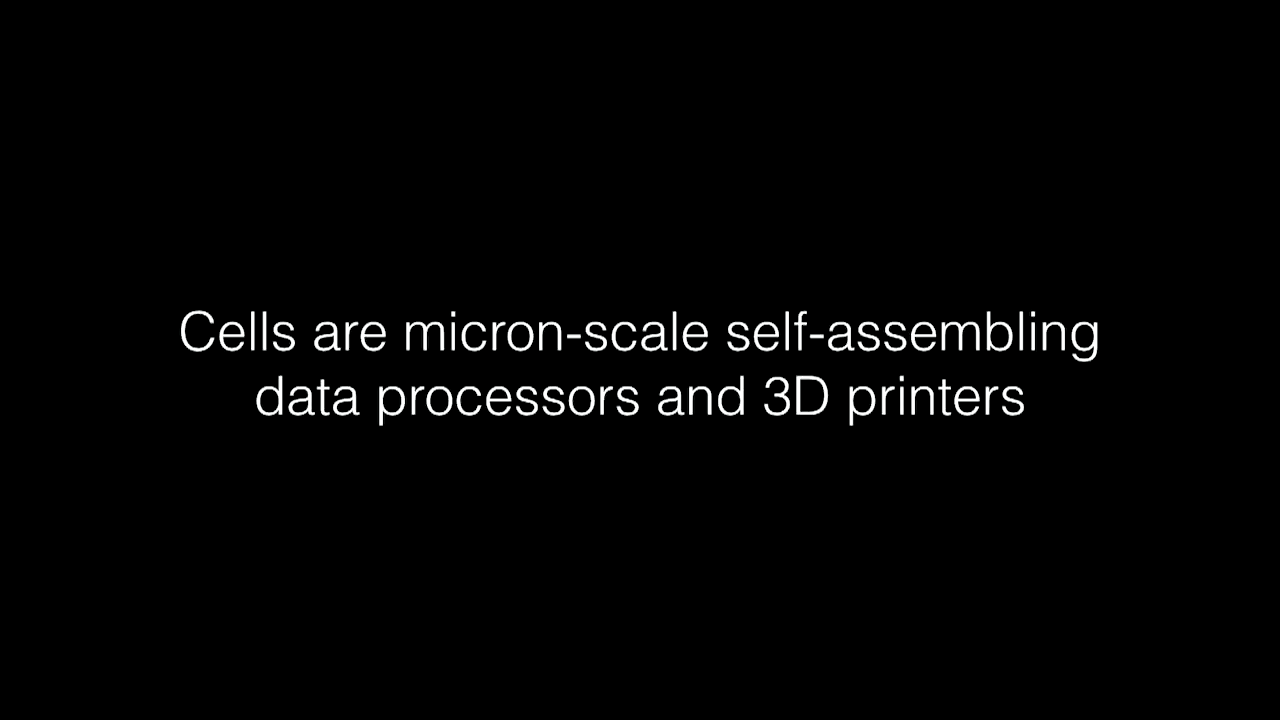 Cells are micron-scale self-assembling
data processors and 3D printers